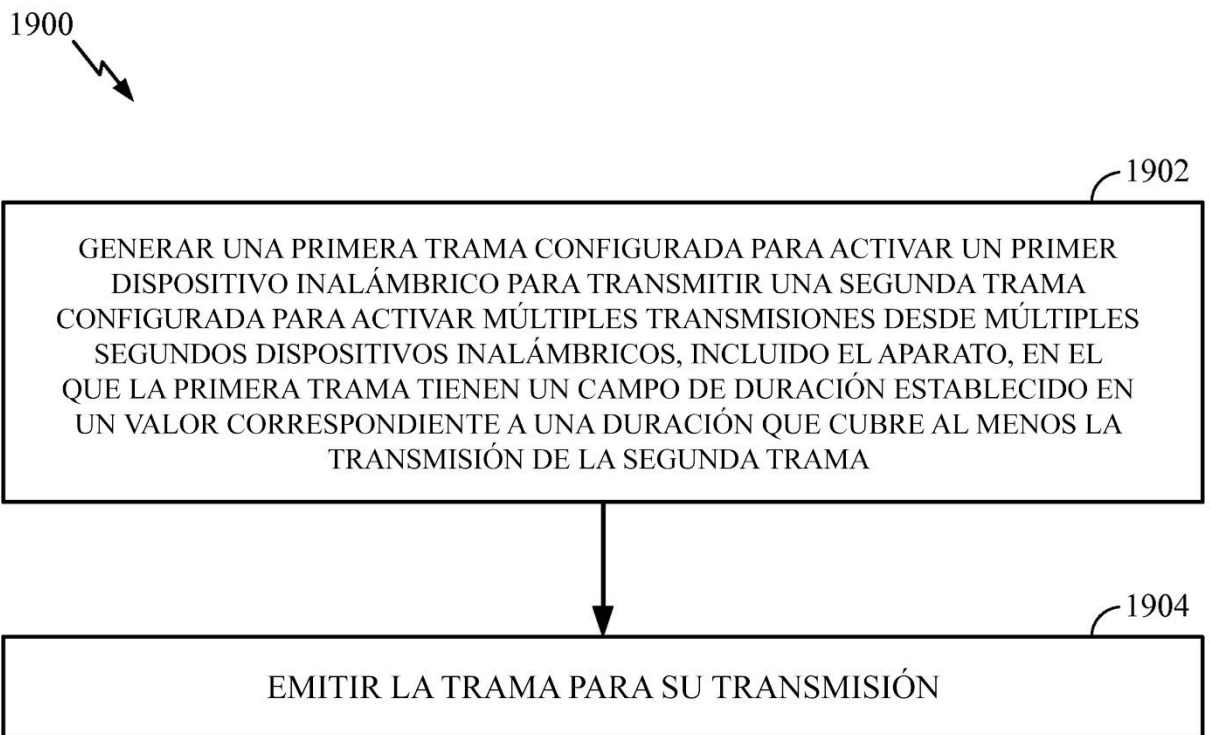 1900
1902
GENERAR UNA PRIMERA TRAMA CONFIGURADA PARA ACTIVAR UN PRIMER
DISPOSITIVO INALÁMBRICO PARA TRANSMITIR UNA SEGUNDA TRAMA
CONFIGURADA PARA ACTIVAR MÚLTIPLES TRANSMISIONES DESDE MÚLTIPLES
SEGUNDOS DISPOSITIVOS INALÁMBRICOS, INCLUIDO EL APARATO, EN EL
QUE LA PRIMERA TRAMA TIENEN UN CAMPO DE DURACIÓN ESTABLECIDO EN
UN VALOR CORRESPONDIENTE A UNA DURACIÓN QUE CUBRE AL MENOS LA
TRANSMISIÓN DE LA SEGUNDA TRAMA
1904
EMITIR LA TRAMA PARA SU TRANSMISIÓN